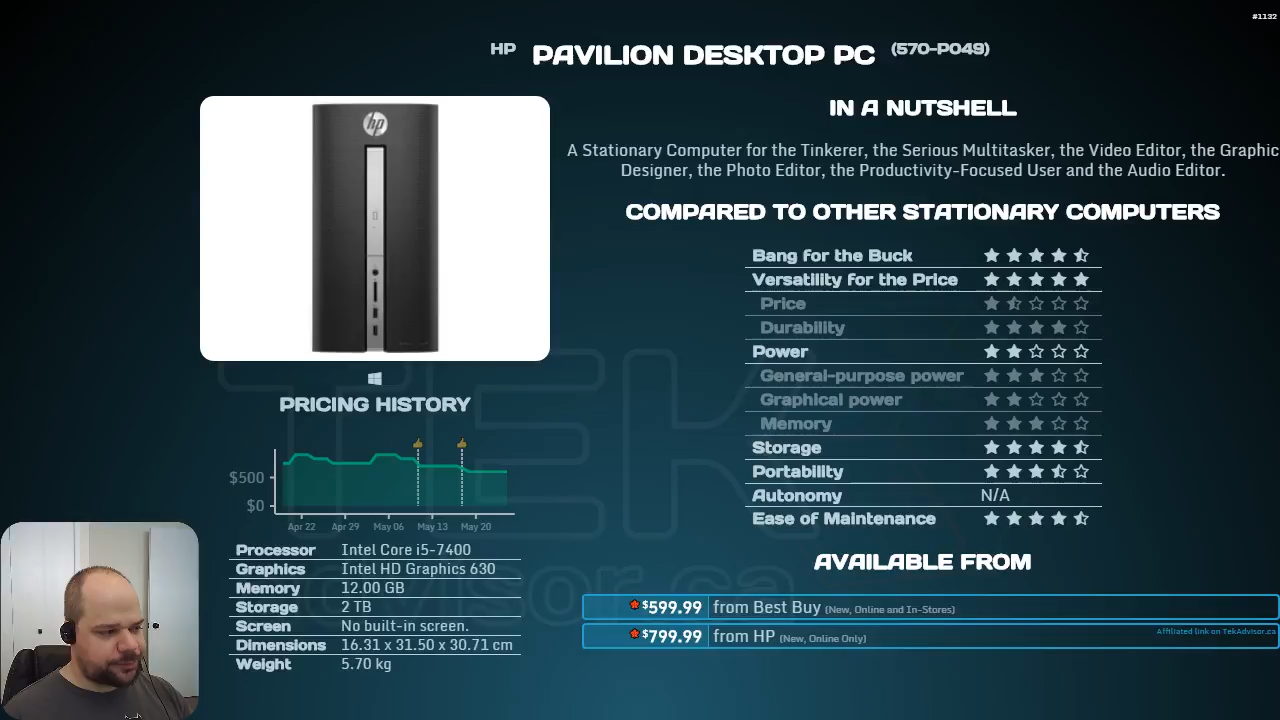 #1132
HP PAVILION DESKTOP PC (570-P049)
hp
PRICING HISTORY
$500
$0
Apr 22 Apr 29 May 06 May 13 May 20
Processor Intel Core i5-7400
Graphics Intel HD Graphics 630
Memory 12.00 GB
Storage 2 TB
Screen No built-in screen.
Dimensions 16.31 x 31.50 x 30.71 cm
Weight 5.70 kg
IN A NUTSHELL
A Stationary Computer for the Tinkerer, the Serious Multitasker, the Video Editor, the Graphic
Designer, the Photo Editor, the Productivity-Focused User and the Audio Editor.
COMPARED TO OTHER STATIONARY COMPUTERS
Bang for the Buck
Versatility for the Price
Price
Durability
Power
General-purpose power
Graphical power
Memory
Storage
Portability
Autonomy N/A
Ease of Maintenance
AVAILABLE FROM
$599.99 from Best Buy (New, Online and In-Stores)
$799.99 from HP (New, Online Only) Affiliated link on TekAdvisor.ca